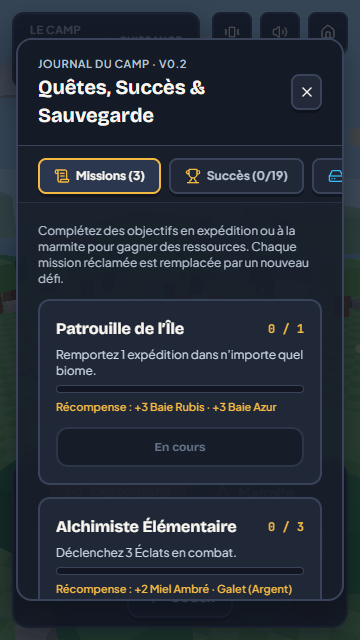 LE CAMP
JOURNAL DU CAMP · V0.2
Quêtes, Succès &
Sauvegarde
Missions (3)
Succès (0/19)
Complétez des objectifs en expédition ou à la
marmite pour gagner des ressources. Chaque
mission réclamée est remplacée par un nouveau
défi.
Patrouille de l'Île
0 / 1
Remportez 1 expédition dans n'importe quel
biome.
Récompense : +3 Baie Rubis · +3 Baie Azur
En cours
Alchimiste Élémentaire
0 / 3
Déclenchez 3 Éclats en combat.
Récompense : +2 Miel Ambré · Galet (Argent)